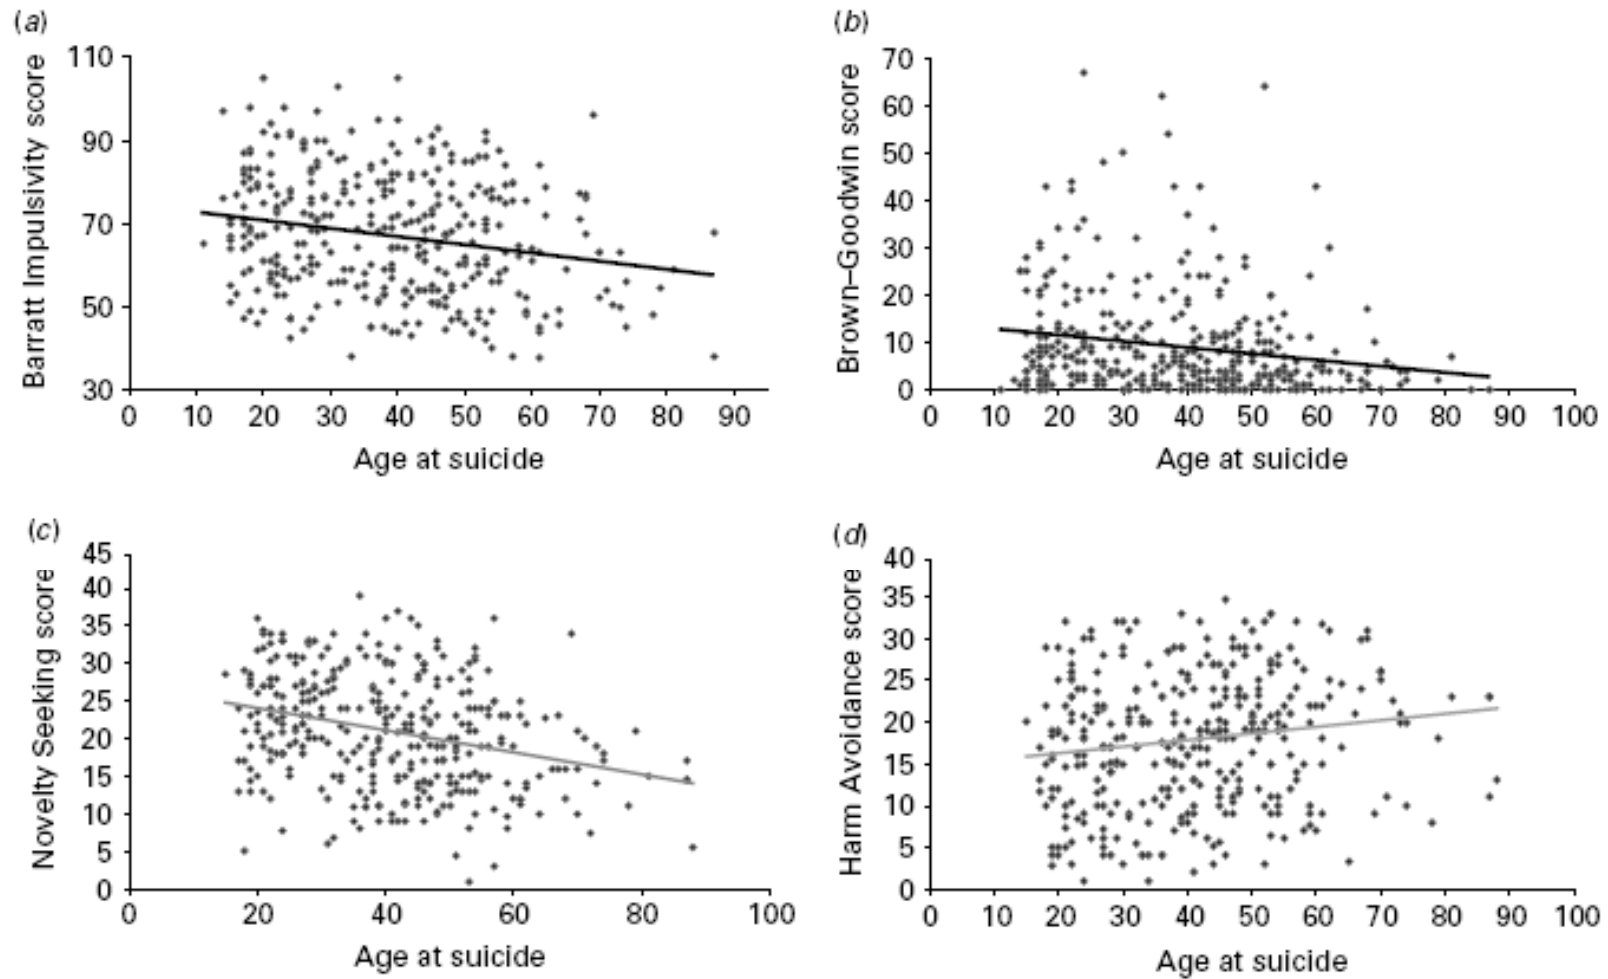 (a)
Barratt Impulsivity score
110
90
70
50
30
0 10 20 30 40 50 60 70 80 90
Age at suicide
(b)
Brown–Goodwin score
70
60
50
40
30
20
10
0
0 10 20 30 40 50 60 70 80 90 100
Age at suicide
(c)
Novelty Seeking score
45
40
35
30
25
20
15
10
5
0
0 20 40 60 80 100
Age at suicide
(d)
Harm Avoidance score
40
35
30
25
20
15
10
5
0
0 10 20 30 40 50 60 70 80 90 100
Age at suicide